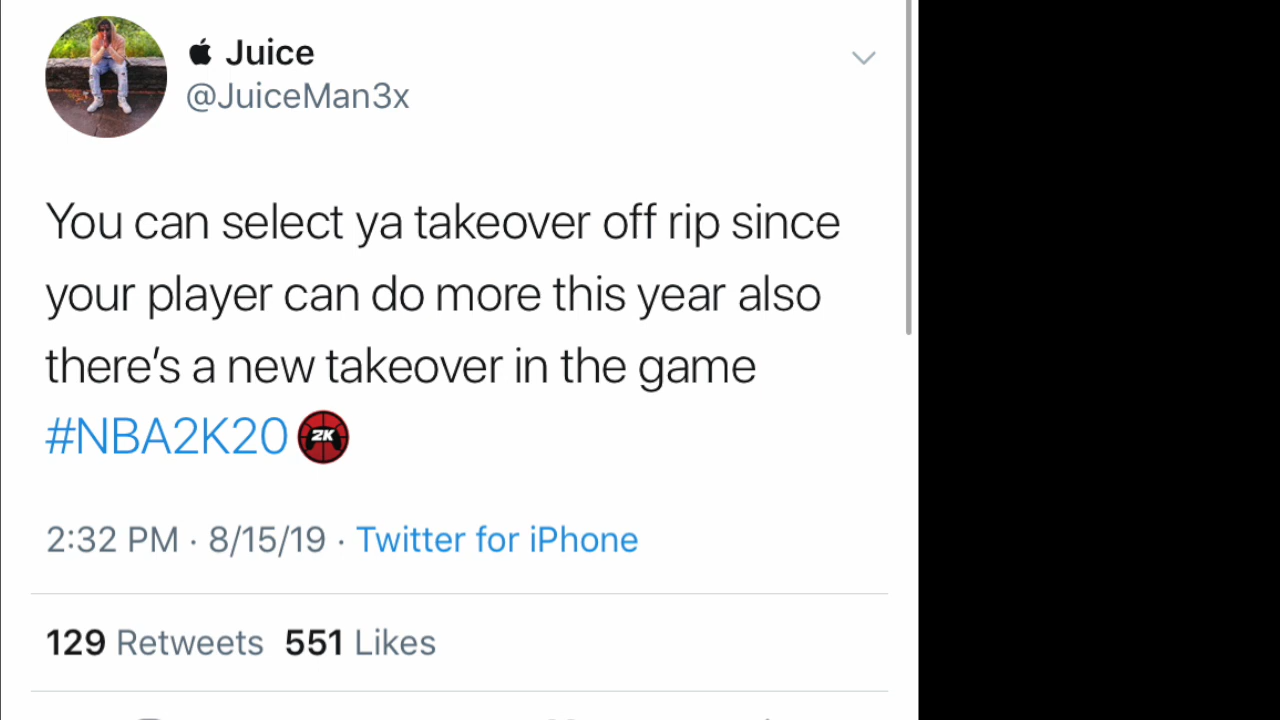 Juice
@JuiceMan3x
You can select ya takeover off rip since
your player can do more this year also
there's a new takeover in the game
#NBA2K20 2K
2:32 PM · 8/15/19 · Twitter for iPhone
129 Retweets 551 Likes